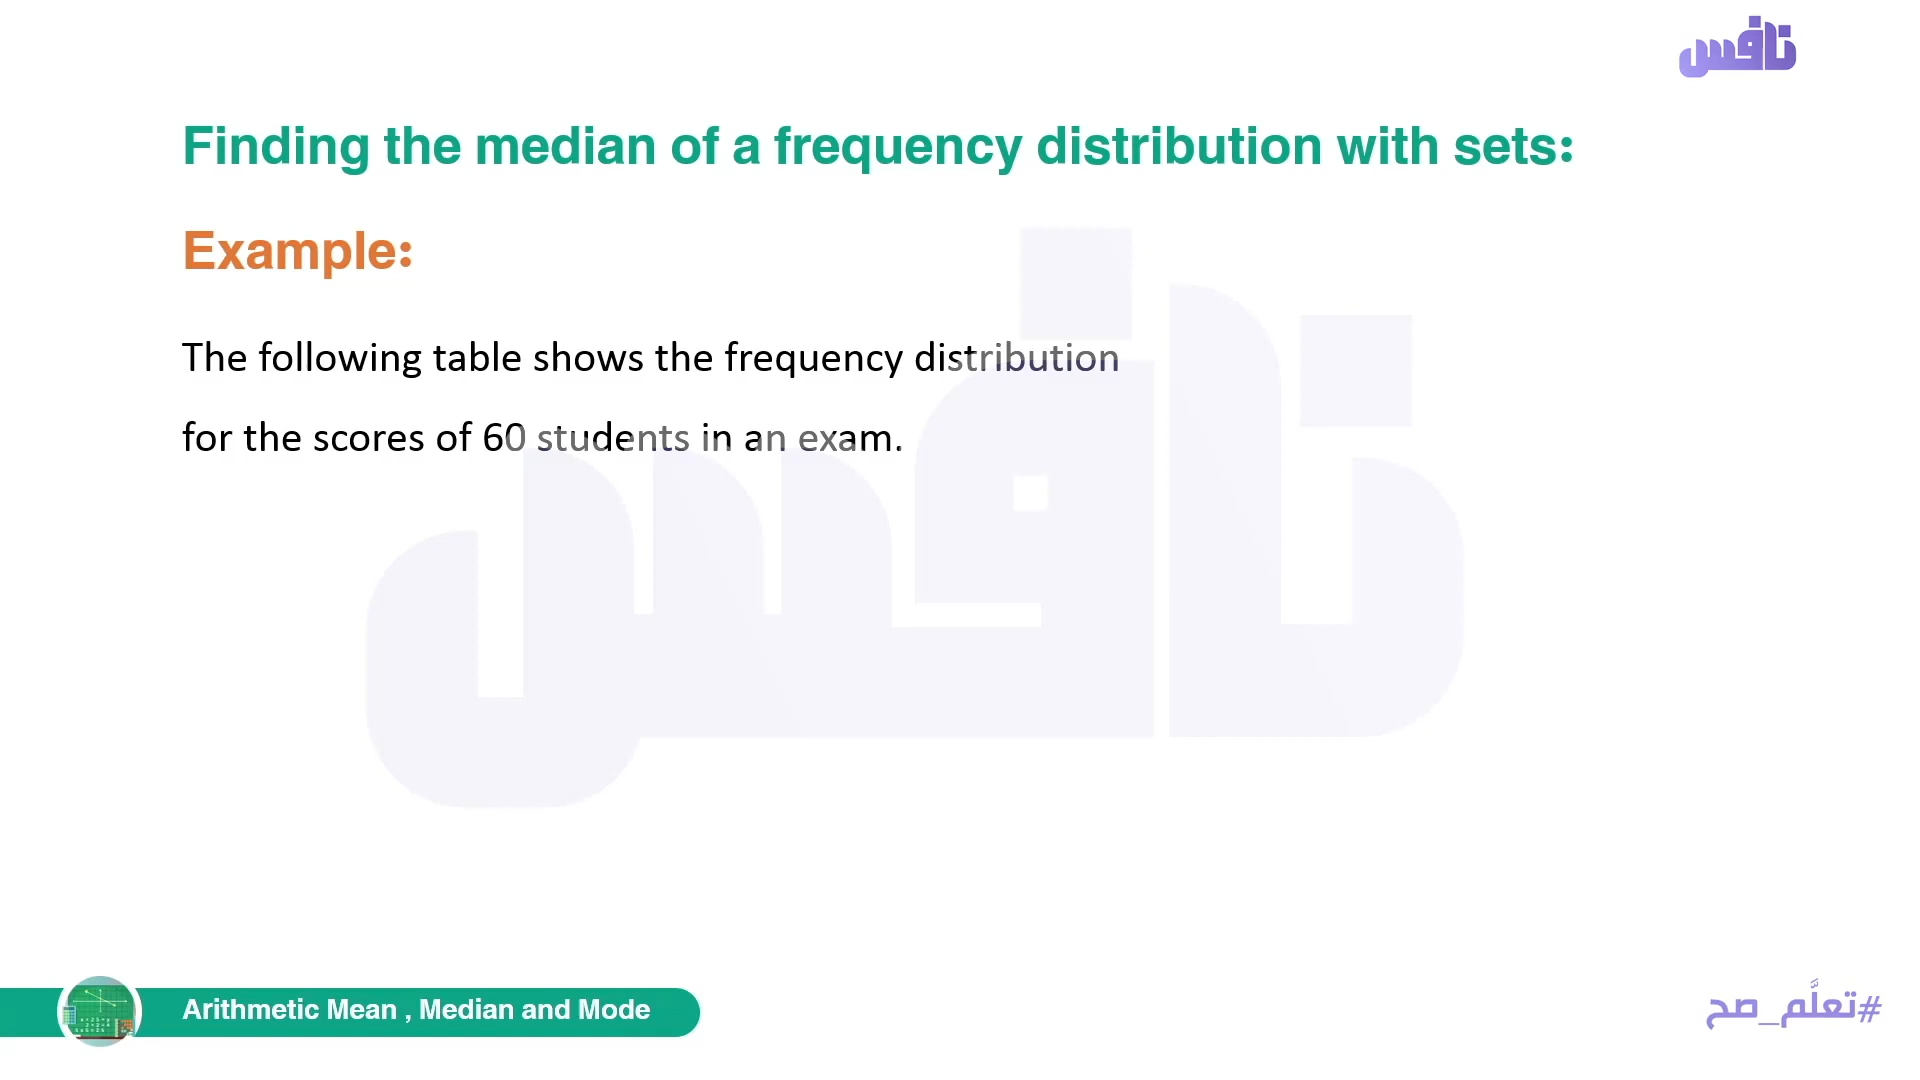 نافس
Finding the median of a frequency distribution with sets:
Example:
The following table shows the frequency distribution
for the scores of 60 students in an exam.
نافس
Arithmetic Mean , Median and Mode
#تعلَّم_صح